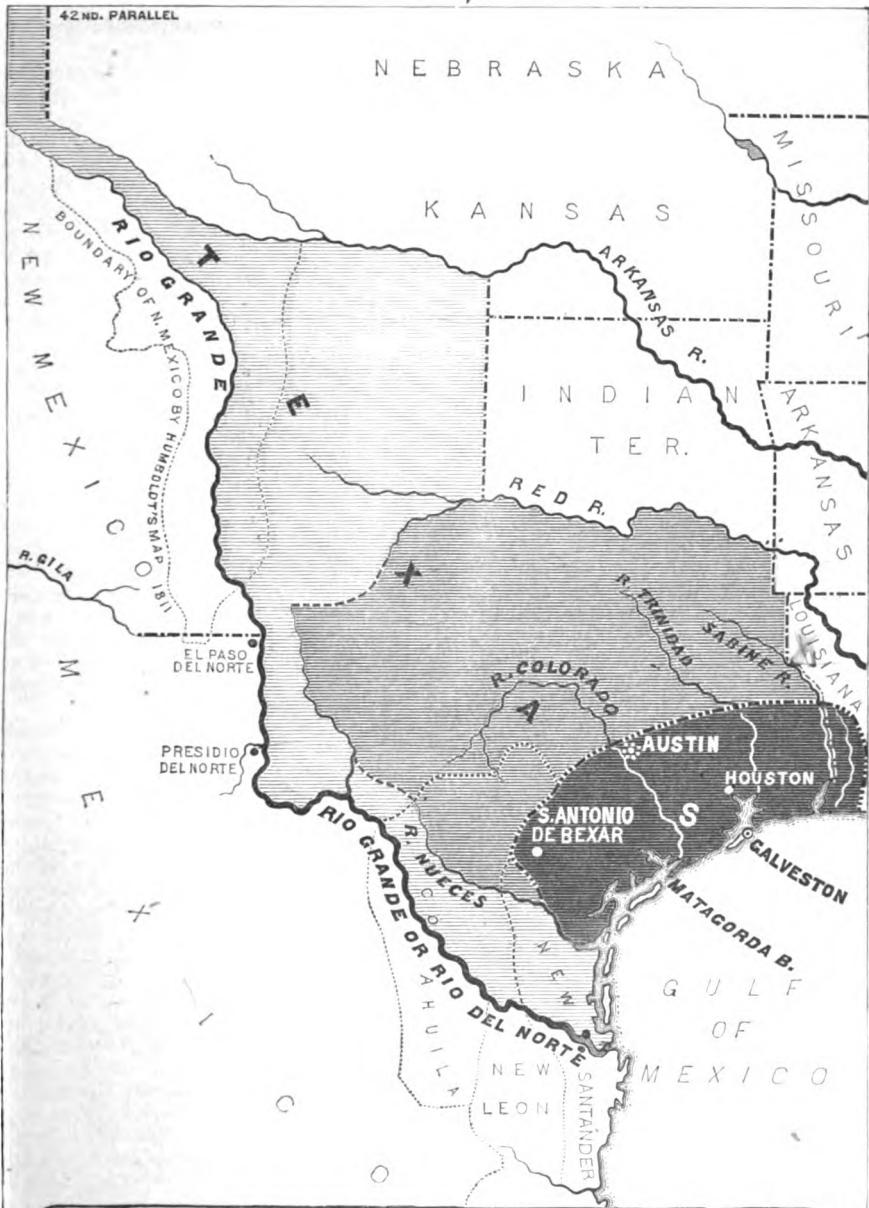 42ND. PARALLEL
NEBRASKA
MISSOURI
KANSAS
ARKANSAS R.
NEW MEXICO
BOUNDARY OF N. MEXICO BY HUMBOLDT'S MAP 1811
RIO GRANDE
TEXAS
INDIAN
TER.
ARKANSAS
RED R.
R. GILA
LOUISIANA
R. TRINIDAD
SABINE R.
EL PASO
DEL NORTE
R. COLORADO
MEXICO
PRESIDIO
DEL NORTE
AUSTIN
HOUSTON
S. ANTONIO
DE BEXAR
GALVESTON
RIO GRANDE OR RIO DEL NORTE
R. NUECES
MATAGORDA B.
COAHUILA
NEW
SANTANDER
GULF
OF
MEXICO
NEW
LEON